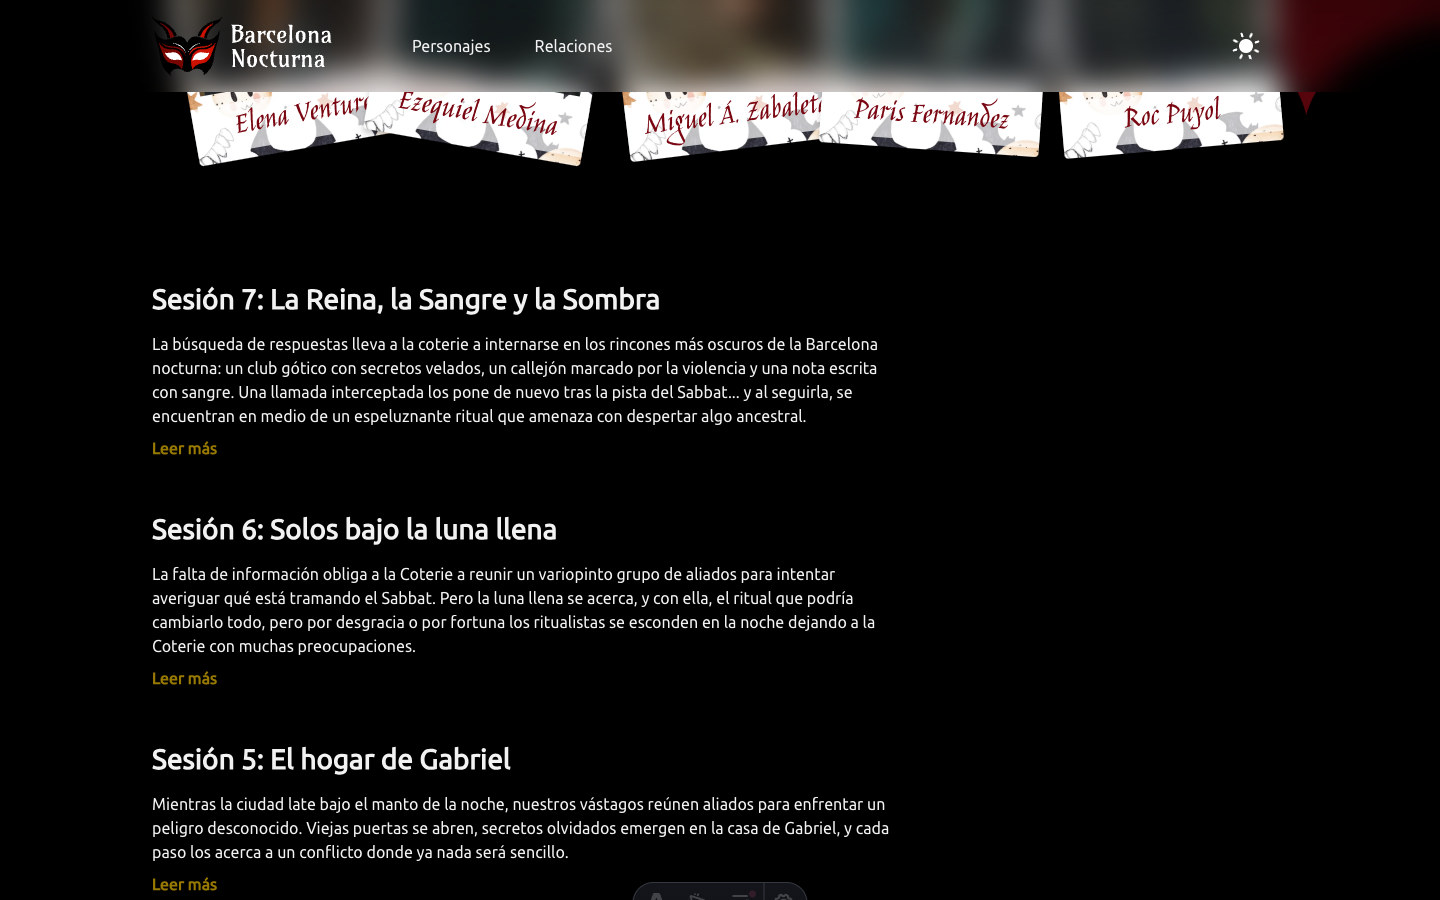 Barcelona
Nocturna
Personajes
Relaciones
Elena Ventura
Ezequiel Medina
Miguel Á. Zabaleta
Paris Fernandez
Roc Puyol
Sesión 7: La Reina, la Sangre y la Sombra
La búsqueda de respuestas lleva a la coterie a internarse en los rincones más oscuros de la Barcelona
nocturna: un club gótico con secretos velados, un callejón marcado por la violencia y una nota escrita
con sangre. Una llamada interceptada los pone de nuevo tras la pista del Sabbat... y al seguirla, se
encuentran en medio de un espeluznante ritual que amenaza con despertar algo ancestral.
Leer más
Sesión 6: Solos bajo la luna llena
La falta de información obliga a la Coterie a reunir un variopinto grupo de aliados para intentar
averiguar qué está tramando el Sabbat. Pero la luna llena se acerca, y con ella, el ritual que podría
cambiarlo todo, pero por desgracia o por fortuna los ritualistas se esconden en la noche dejando a la
Coterie con muchas preocupaciones.
Leer más
Sesión 5: El hogar de Gabriel
Mientras la ciudad late bajo el manto de la noche, nuestros vástagos reúnen aliados para enfrentar un
peligro desconocido. Viejas puertas se abren, secretos olvidados emergen en la casa de Gabriel, y cada
paso los acerca a un conflicto donde ya nada será sencillo.
Leer más